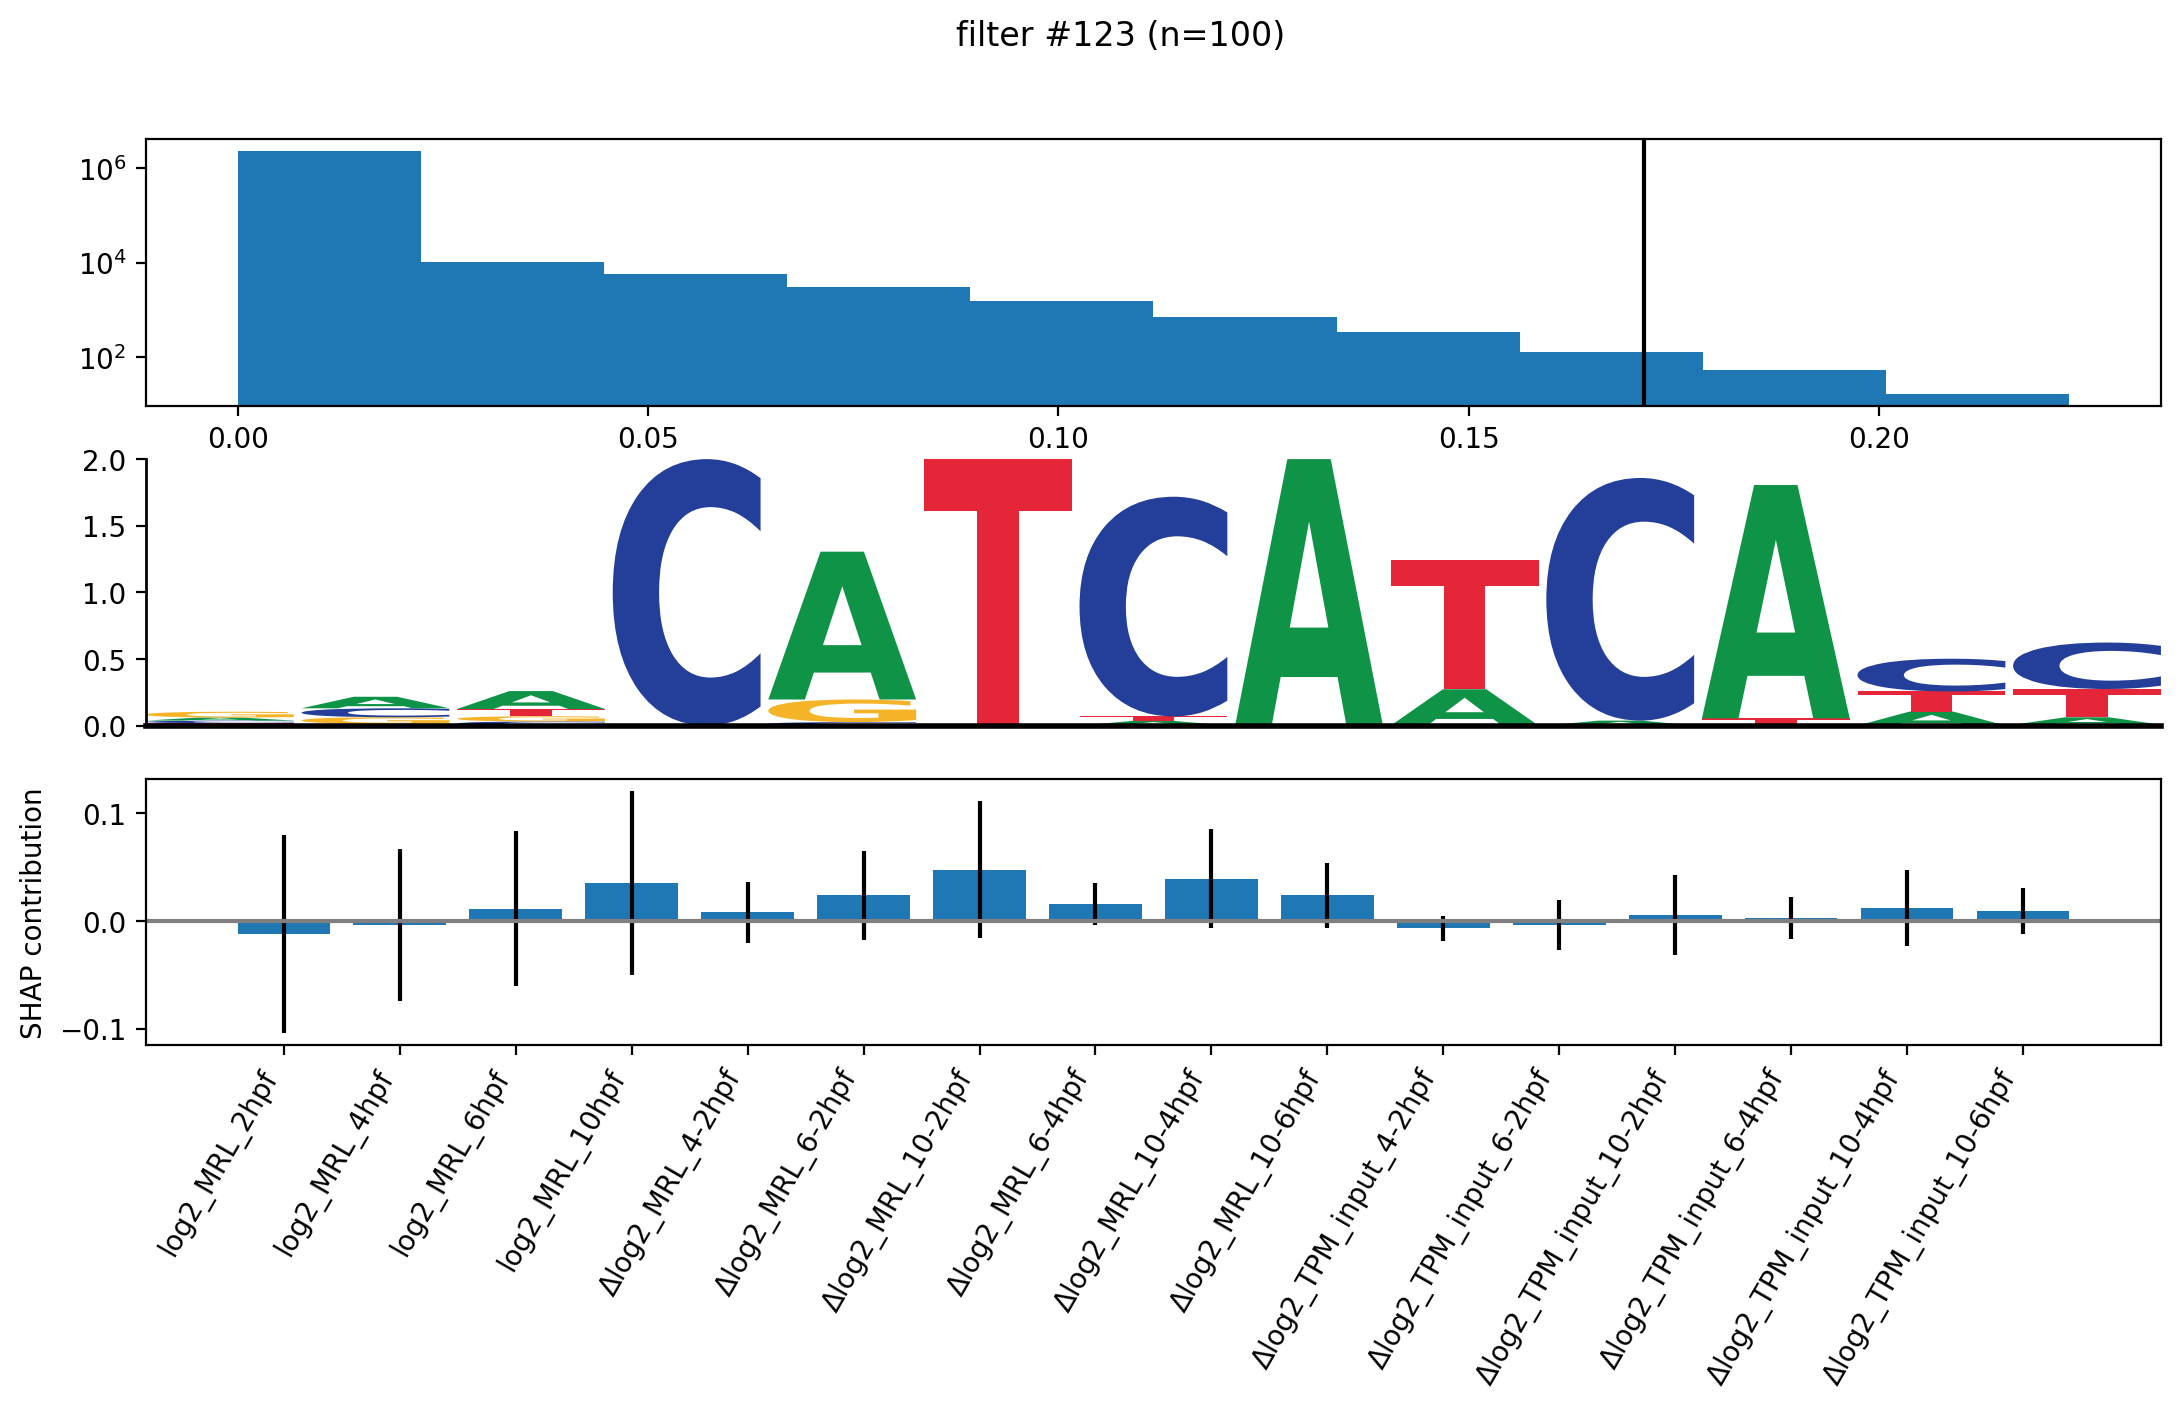 filter #123 (n=100)
10^6
10^4
10^2
0.00 0.05 0.10 0.15 0.20
2.0
1.5
1.0
0.5
0.0
CATCATCACC
SHAP contribution
0.1
0.0
−0.1
log2_MRL_2hpf
log2_MRL_4hpf
log2_MRL_6hpf
log2_MRL_10hpf
Δlog2_MRL_4-2hpf
Δlog2_MRL_6-2hpf
Δlog2_MRL_10-2hpf
Δlog2_MRL_6-4hpf
Δlog2_MRL_10-4hpf
Δlog2_MRL_10-6hpf
Δlog2_TPM_input_4-2hpf
Δlog2_TPM_input_6-2hpf
Δlog2_TPM_input_10-2hpf
Δlog2_TPM_input_6-4hpf
Δlog2_TPM_input_10-4hpf
Δlog2_TPM_input_10-6hpf